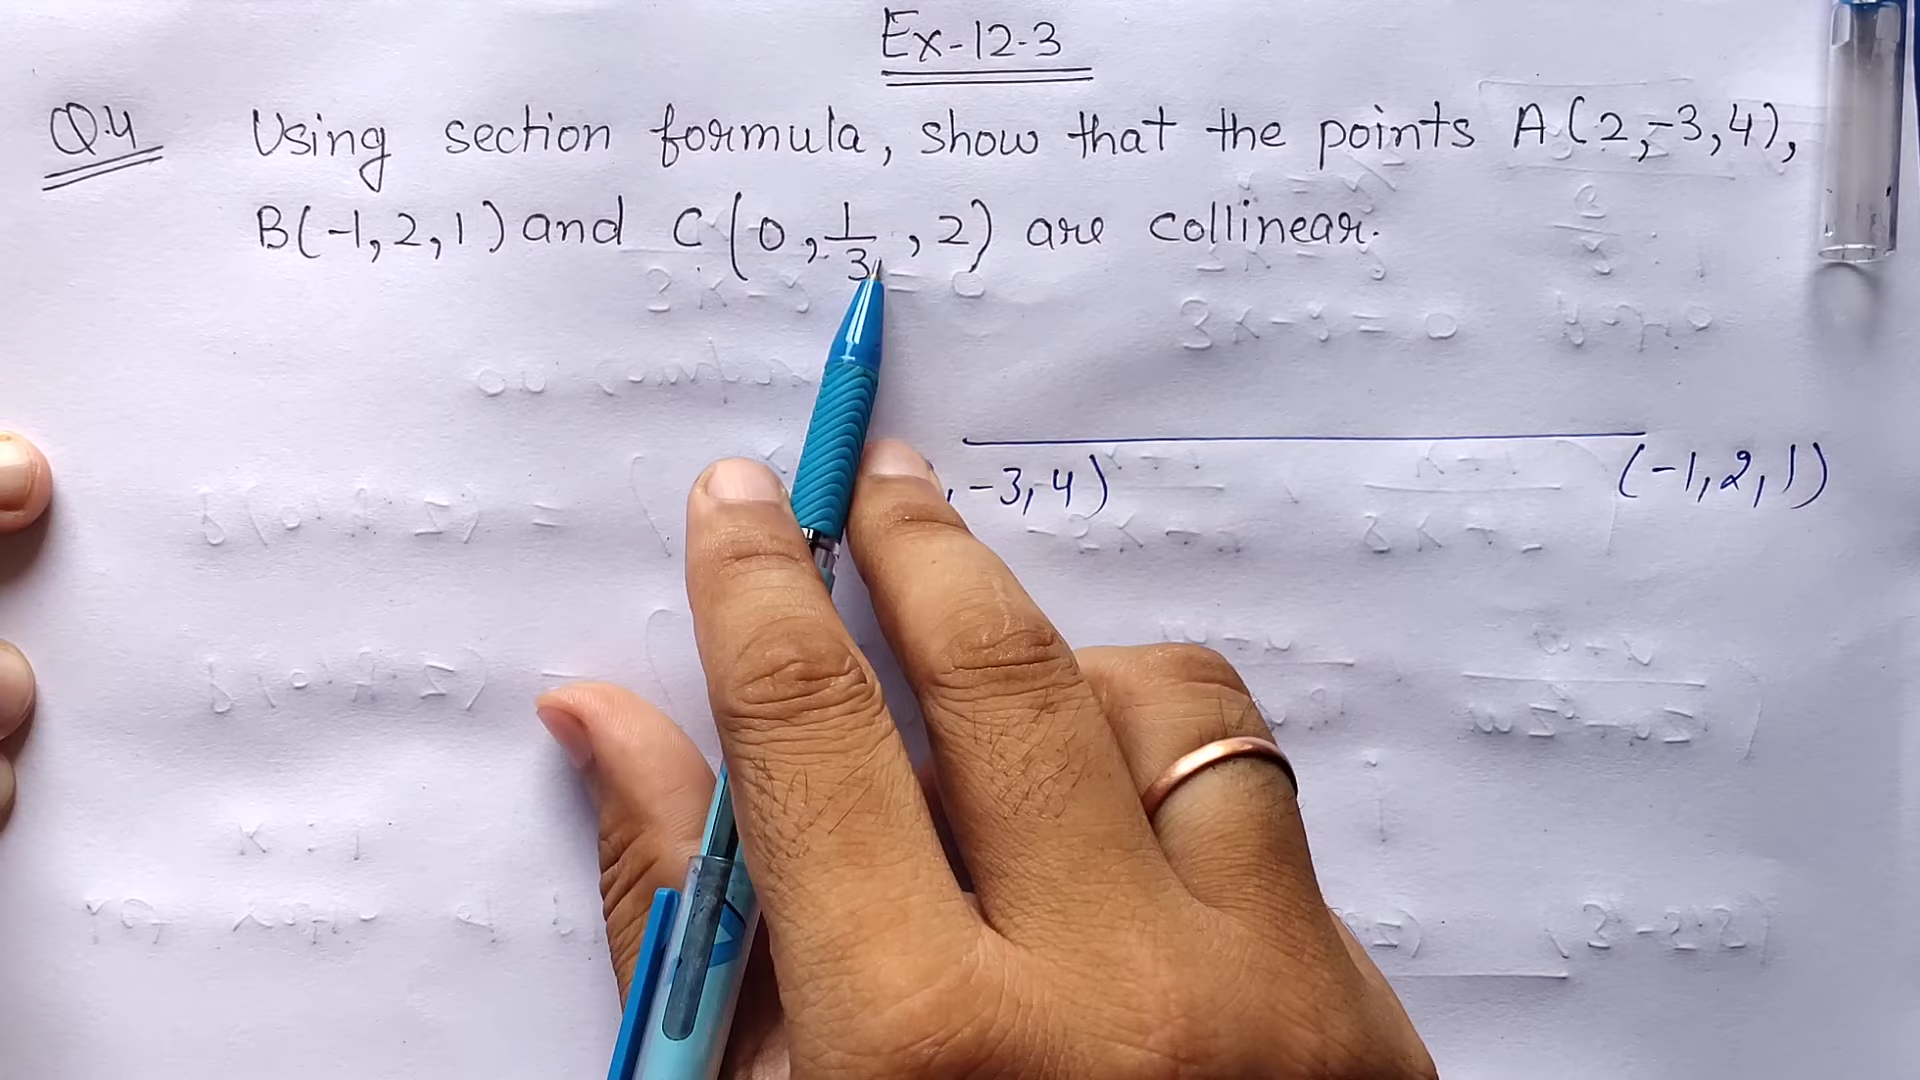 Ex-12.3
Q.4 Using section formula, show that the points A(2,-3,4),
B(-1,2,1) and C(0,1/3,2) are collinear.
,-3,4) (-1,2,1)